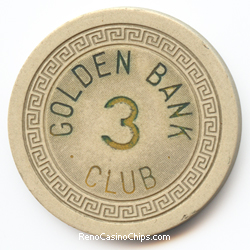 GOLDEN BANK
3
CLUB
RenoCasinoChips.com